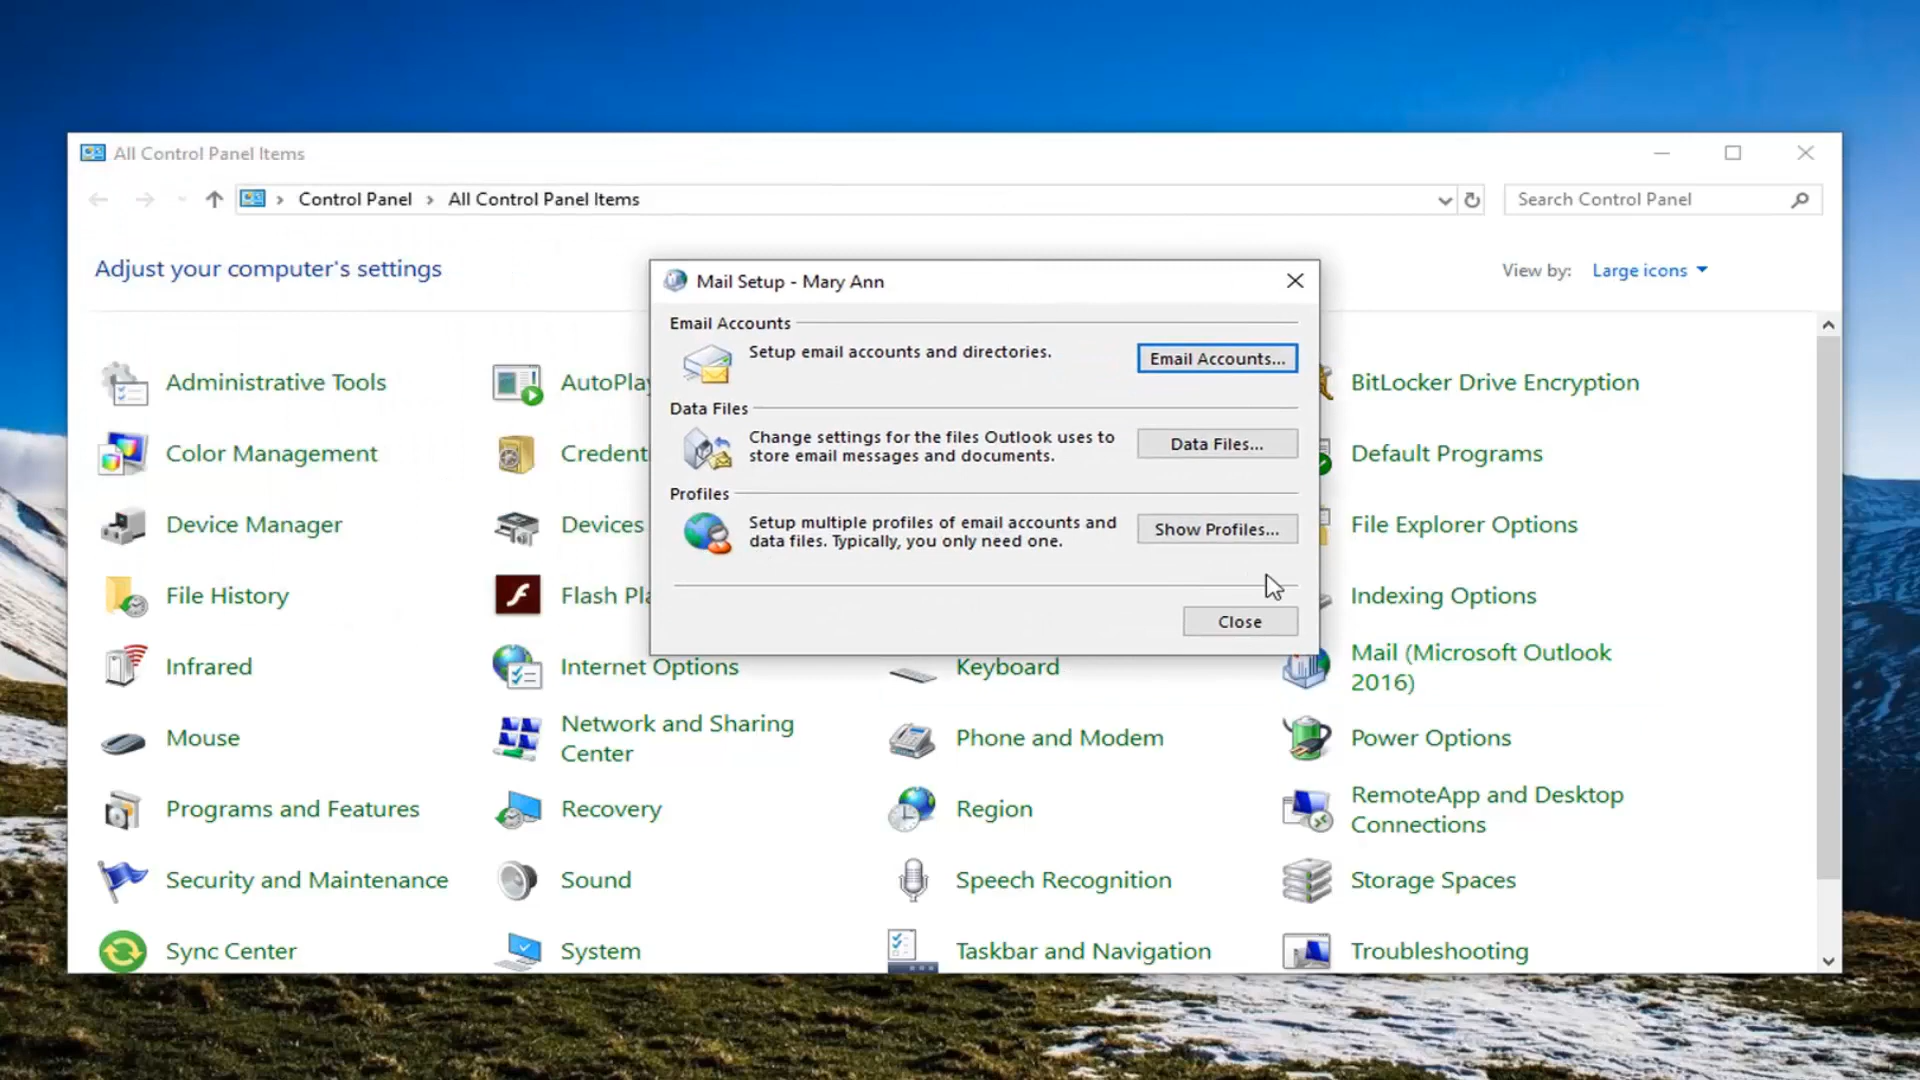 All Control Panel Items
Control Panel
All Control Panel Items
Search Control Panel
Adjust your computer's settings
View by:
Large icons
Mail Setup - Mary Ann
Email Accounts
Setup email accounts and directories.
Email Accounts...
Data Files
Change settings for the files Outlook uses to
store email messages and documents.
Data Files...
Profiles
Setup multiple profiles of email accounts and
data files. Typically, you only need one.
Show Profiles...
Close
Administrative Tools
AutoPlay
BitLocker Drive Encryption
Color Management
Credent
Default Programs
Device Manager
Devices
File Explorer Options
File History
Flash Pla
Indexing Options
Infrared
Internet Options
Keyboard
Mail (Microsoft Outlook
2016)
Mouse
Network and Sharing
Center
Phone and Modem
Power Options
Programs and Features
Recovery
Region
RemoteApp and Desktop
Connections
Security and Maintenance
Sound
Speech Recognition
Storage Spaces
Sync Center
System
Taskbar and Navigation
Troubleshooting